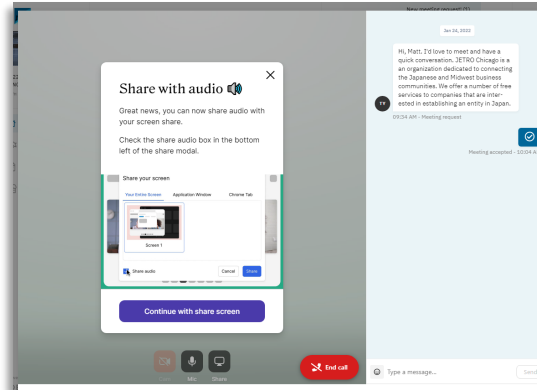 New meeting request! (1)
Share with audio
Great news, you can now share audio with
your screen share.
Check the share audio box in the bottom
left of the share modal.
Share your screen
Your Entire Screen Application Window Chrome Tab
Screen 1
Share audio Cancel Share
Continue with share screen
Cam Mic Share
End call
Jan 24, 2022
Hi, Matt. I'd love to meet and have a
quick conversation. JETRO Chicago is a
an organization dedicated to connecting
the Japanese and Midwest business
communities. We offer a number of free
services to companies that are inter-
ested in establishing an entity in Japan.
TV
09:34 AM - Meeting request
Meeting accepted - 10:04 A
Type a message...
Send